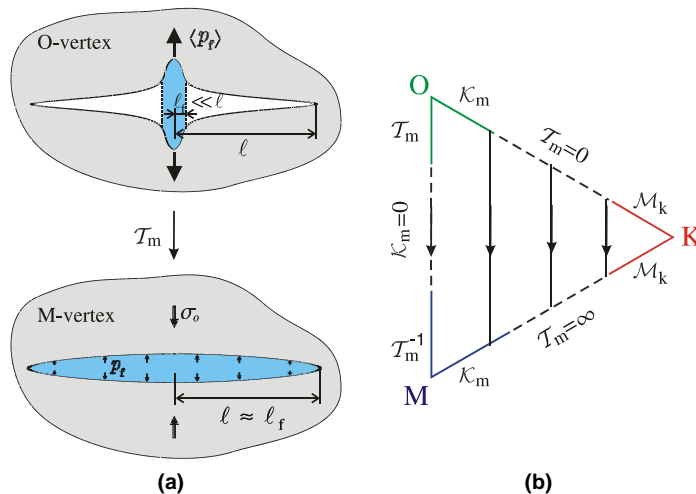 O-vertex
⟨p_f⟩
ℓ ≪ ℓ
ℓ
𝒯_m
M-vertex
σ_o
p_f
ℓ ≈ ℓ_f
(a)
O
𝒦_m
𝒯_m
𝒯_m=0
𝒦_m=0
ℳ_k
K
ℳ_k
𝒯_m=∞
𝒯_m^-1
𝒦_m
M
(b)